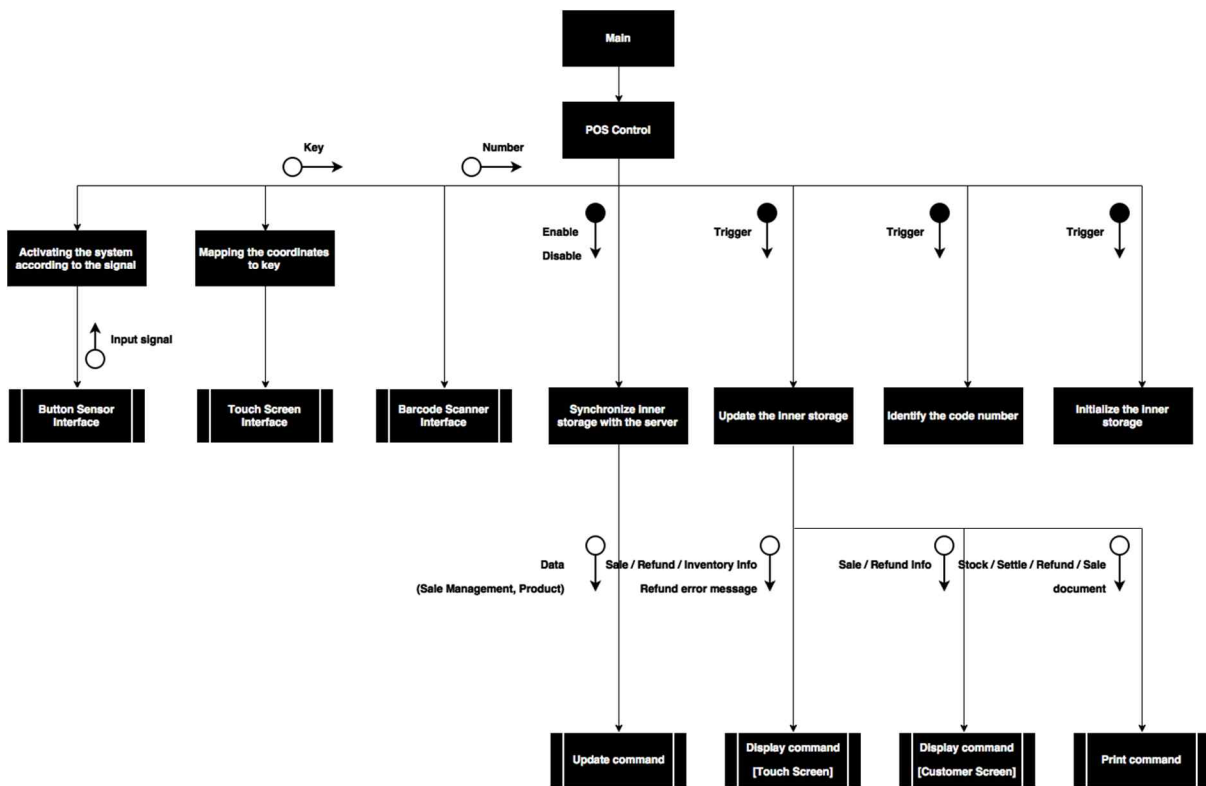 Main
POS Control
Key
Number
Activating the system
according to the signal
Mapping the coordinates
to key
Enable
Disable
Trigger
Trigger
Trigger
Input signal
Button Sensor
Interface
Touch Screen
Interface
Barcode Scanner
Interface
Synchronize inner
storage with the server
Update the inner storage
Identify the code number
Initialize the inner
storage
Data
(Sale Management, Product)
Sale / Refund / Inventory Info
Refund error message
Sale / Refund Info
Stock / Settle / Refund / Sale
document
Update command
Display command
[Touch Screen]
Display command
[Customer Screen]
Print command